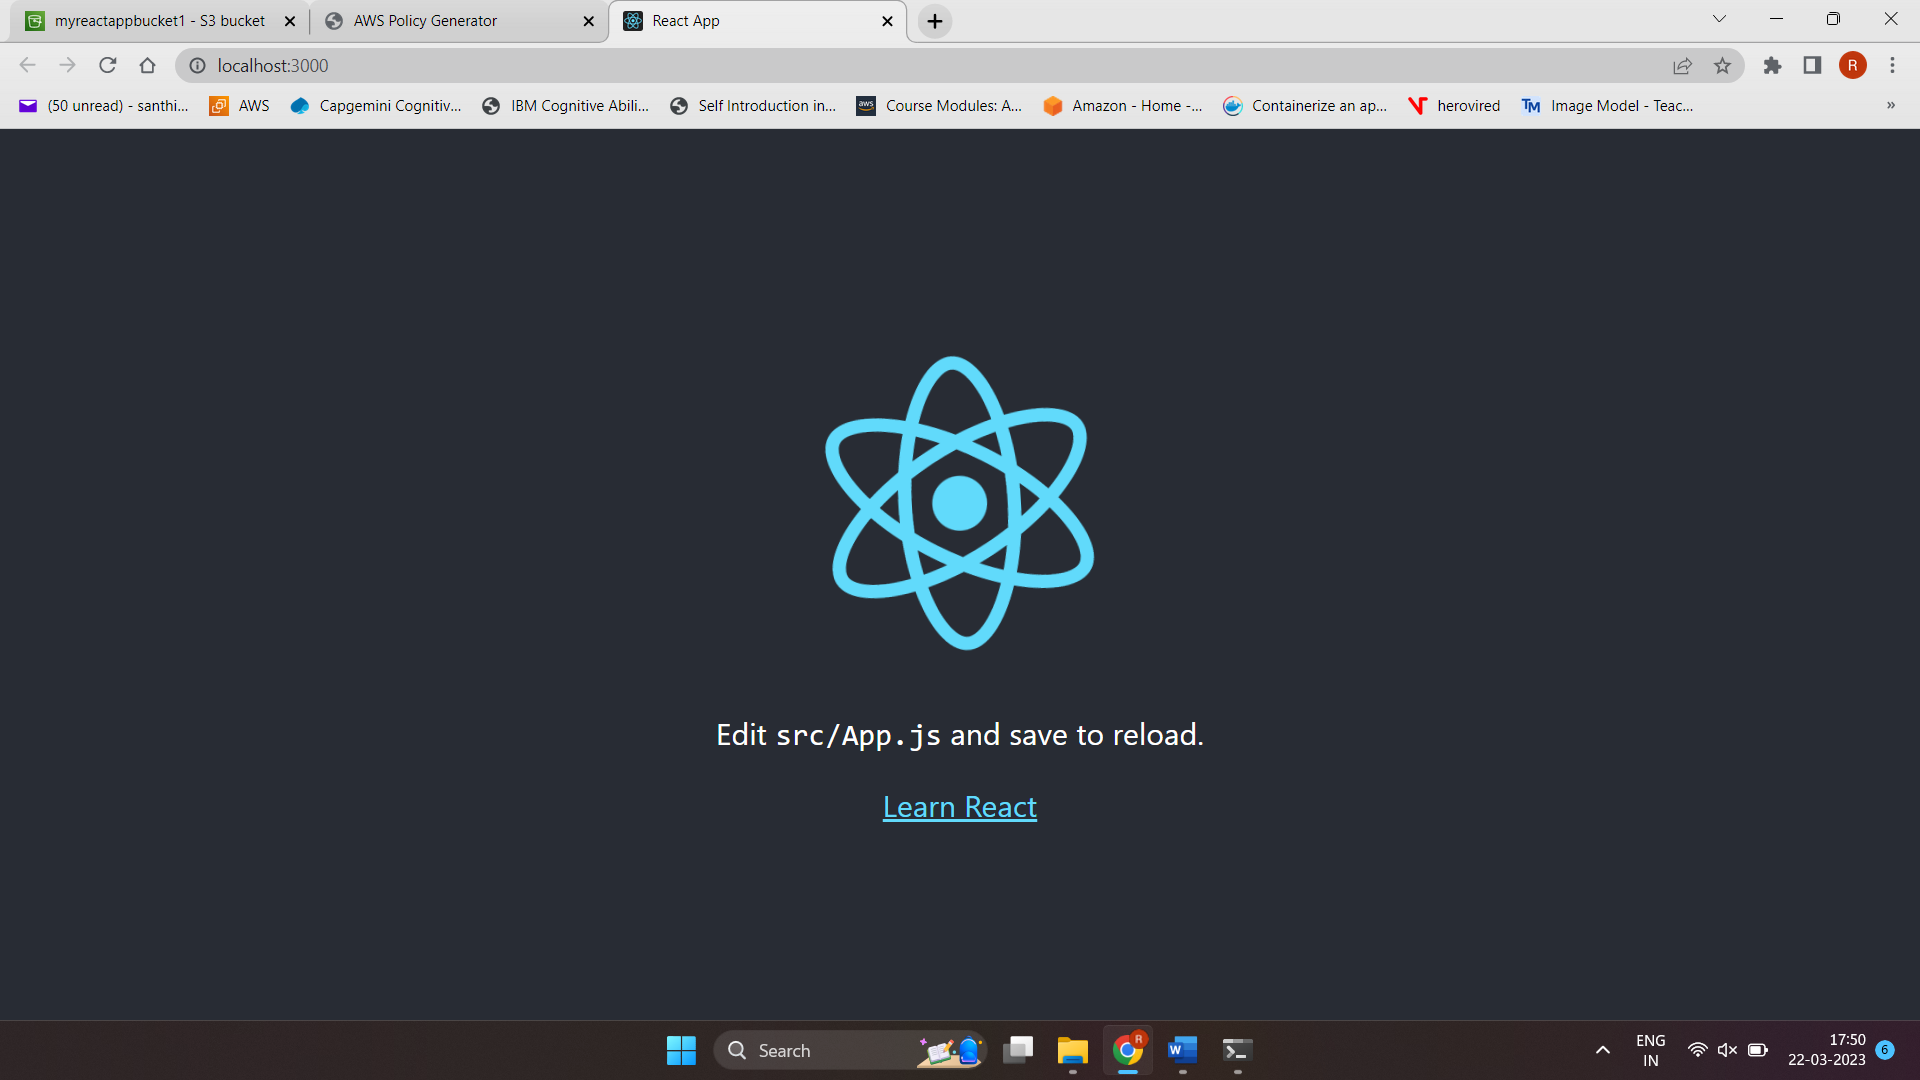 myreactappbucket1 - S3 bucket
AWS Policy Generator
React App
localhost:3000
R
(50 unread) - santhi...
AWS
Capgemini Cognitiv...
IBM Cognitive Abili...
Self Introduction in...
aws
Course Modules: A...
Amazon - Home -...
Containerize an ap...
herovired
TM
Image Model - Teac...
»
Edit src/App.js and save to reload.
Learn React
Search
R
W
ENG
IN
17:50
22-03-2023
6